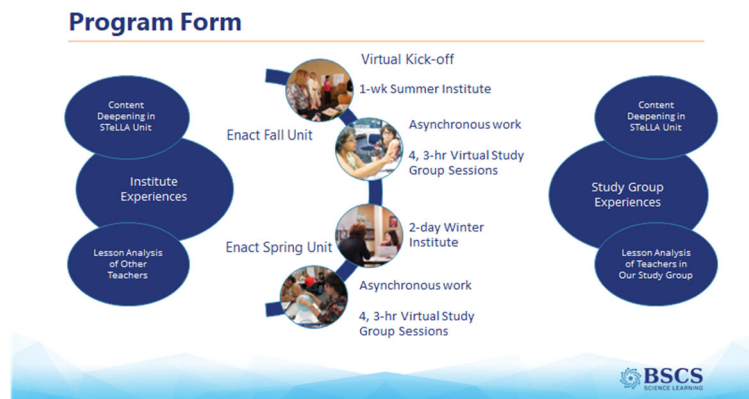 Program Form
Content
Deepening in
STeLLA Unit
Institute
Experiences
Lesson Analysis
of Other
Teachers
Virtual Kick-off
1-wk Summer Institute
Enact Fall Unit
Asynchronous work
4, 3-hr Virtual Study
Group Sessions
2-day Winter
Institute
Enact Spring Unit
Asynchronous work
4, 3-hr Virtual Study
Group Sessions
Content
Deepening in
STeLLA Unit
Study Group
Experiences
Lesson Analysis
of Teachers in
Our Study Group
BSCS
SCIENCE LEARNING